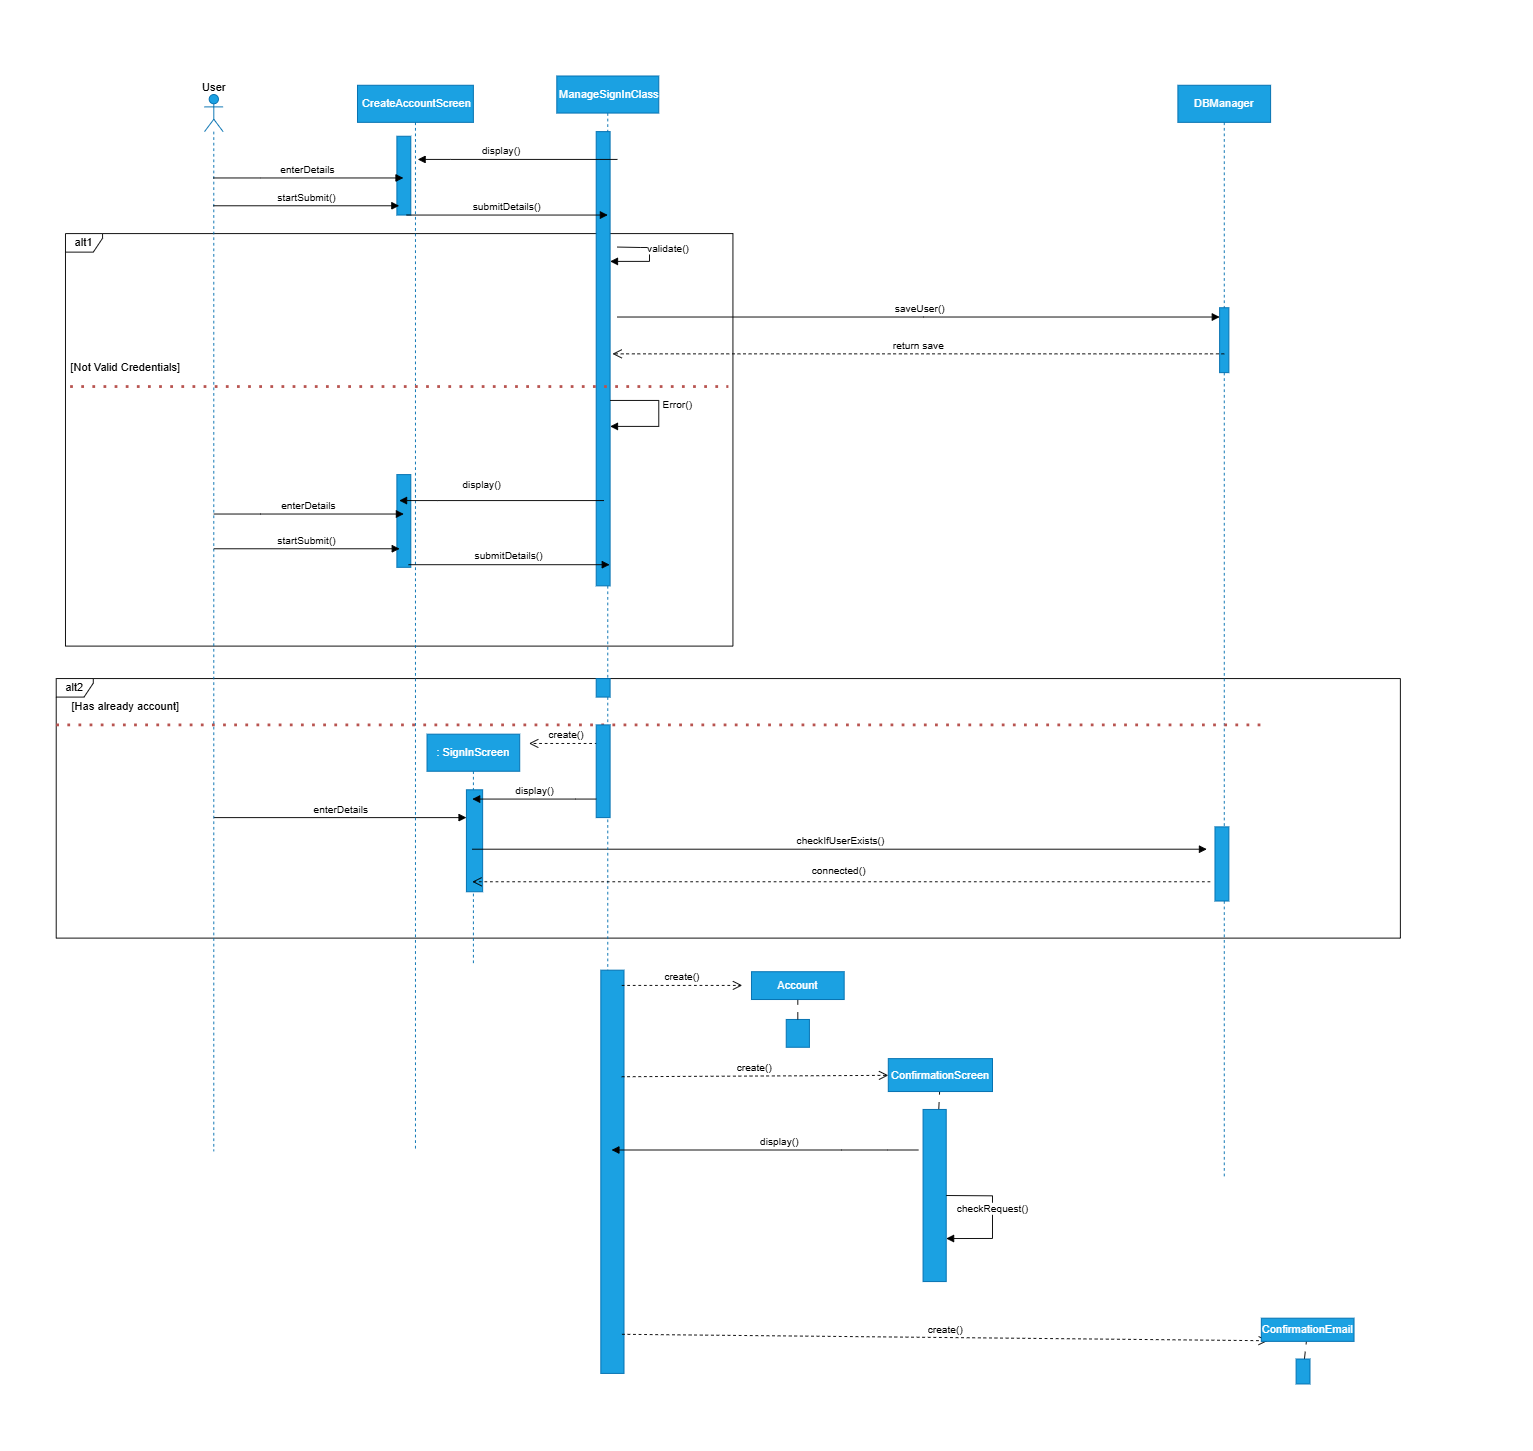 User
CreateAccountScreen
ManageSignInClass
DBManager
display()
enterDetails
startSubmit()
submitDetails()
alt1
validate()
saveUser()
return save
[Not Valid Credentials]
Error()
display()
enterDetails
startSubmit()
submitDetails()
alt2
[Has already account]
create()
: SignInScreen
display()
enterDetails
checkIfUserExists()
connected()
create()
Account
create()
ConfirmationScreen
display()
checkRequest()
create()
ConfirmationEmail